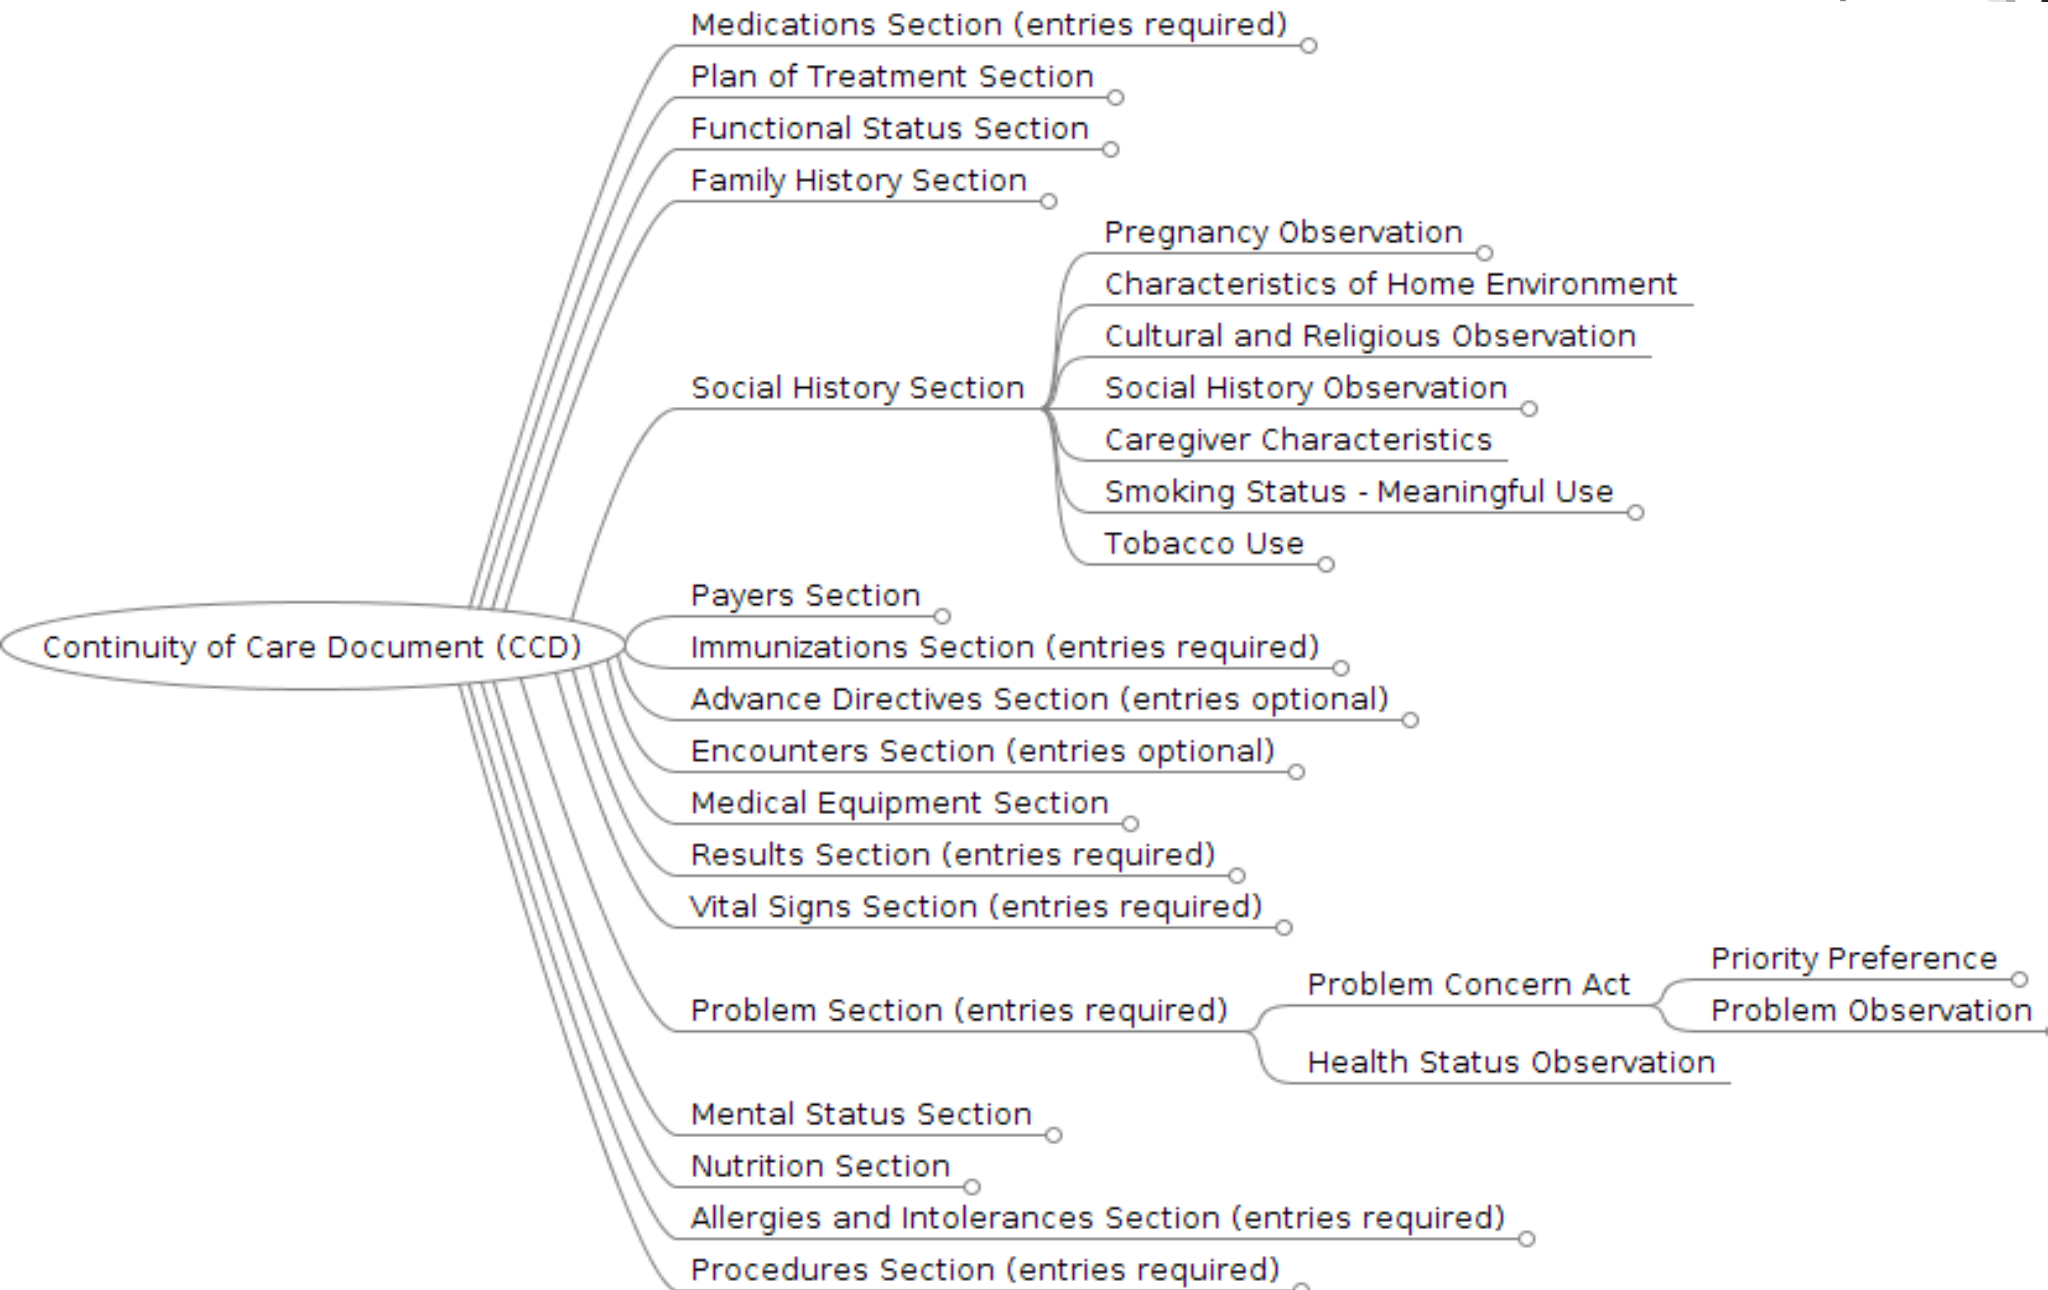 Medications Section (entries required)
Plan of Treatment Section
Functional Status Section
Family History Section
Pregnancy Observation
Characteristics of Home Environment
Cultural and Religious Observation
Social History Section
Social History Observation
Caregiver Characteristics
Smoking Status - Meaningful Use
Tobacco Use
Payers Section
Continuity of Care Document (CCD)
Immunizations Section (entries required)
Advance Directives Section (entries optional)
Encounters Section (entries optional)
Medical Equipment Section
Results Section (entries required)
Vital Signs Section (entries required)
Problem Section (entries required)
Problem Concern Act
Priority Preference
Problem Observation
Health Status Observation
Mental Status Section
Nutrition Section
Allergies and Intolerances Section (entries required)
Procedures Section (entries required)